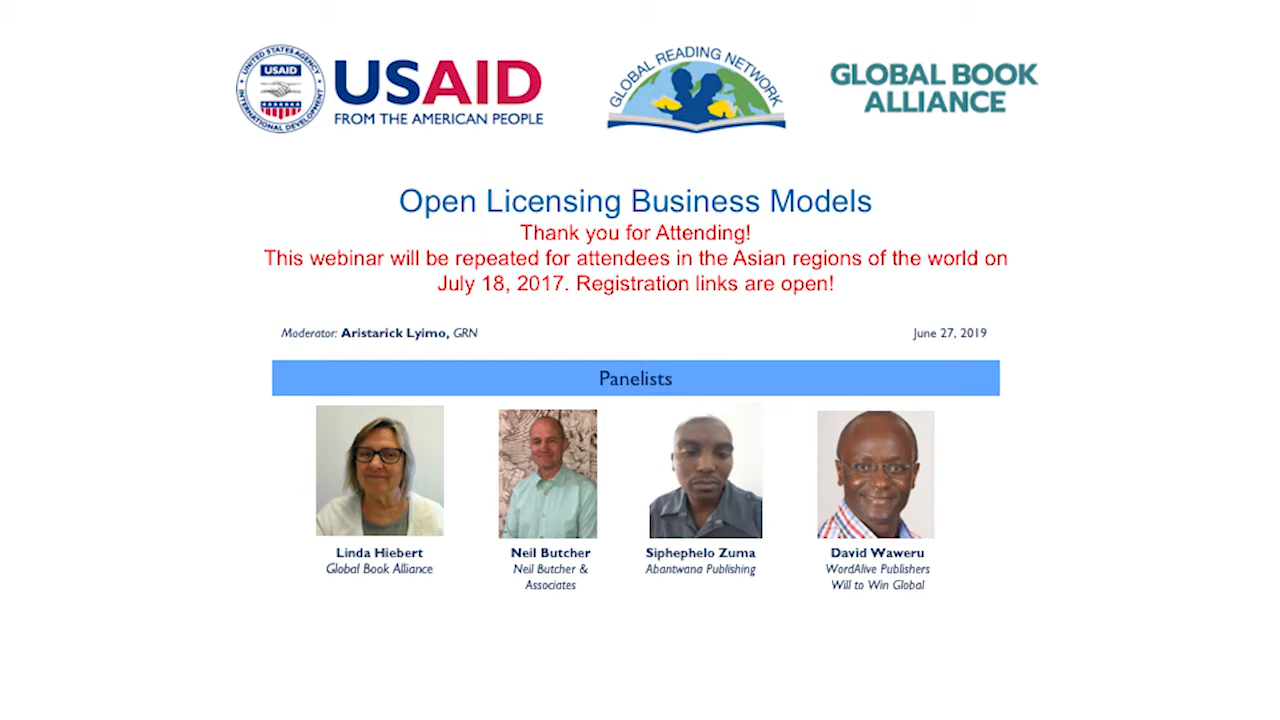 UNITED STATES AGENCY
USAID
INTERNATIONAL DEVELOPMENT
USAID
FROM THE AMERICAN PEOPLE
GLOBAL READING NETWORK
GLOBAL BOOK
ALLIANCE
Open Licensing Business Models
Thank you for Attending!
This webinar will be repeated for attendees in the Asian regions of the world on
July 18, 2017. Registration links are open!
Moderator: Aristarick Lyimo, GRN
June 27, 2019
Panelists
Linda Hiebert
Global Book Alliance
Neil Butcher
Neil Butcher &
Associates
Siphephelo Zuma
Abantwana Publishing
David Waweru
WordAlive Publishers
Will to Win Global